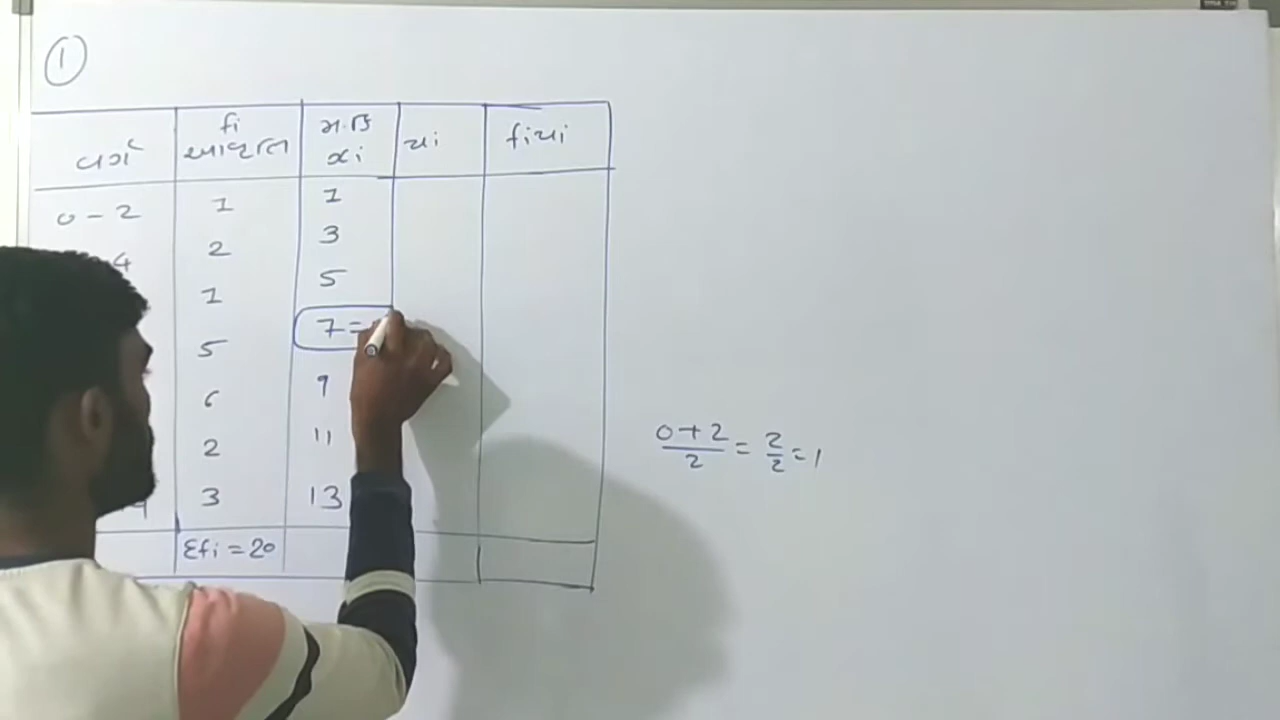 1
વર્ગ fi આવૃત્તિ મ.કિ xi ui fiui
0 - 2 1 1
4 2 3
1 5
5 7 =
6 9
2 11
3 13
Σfi = 20
0+2/2 = 2/2 = 1